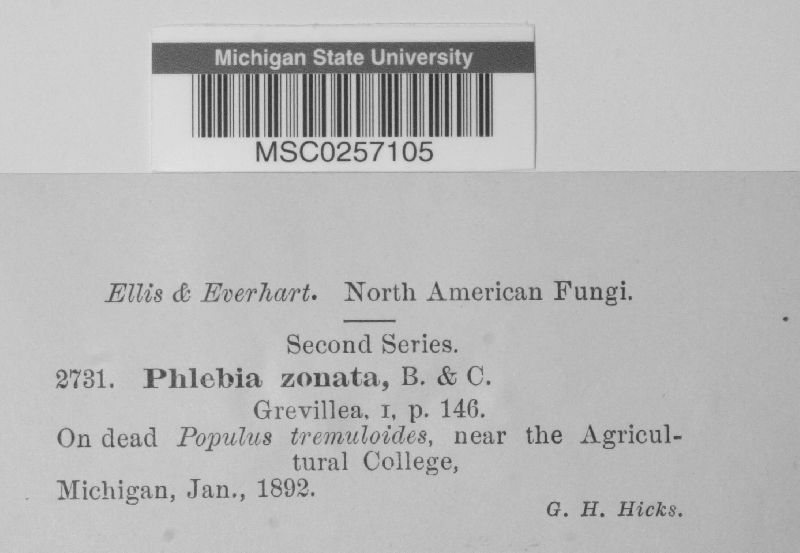 Michigan State University
MSC0257105
Ellis & Everhart. North American Fungi.
Second Series.
2731. Phlebia zonata, B. & C.
Grevillea, I, p. 146.
On dead Populus tremuloides, near the Agricul-
tural College,
Michigan, Jan., 1892.
G. H. Hicks.